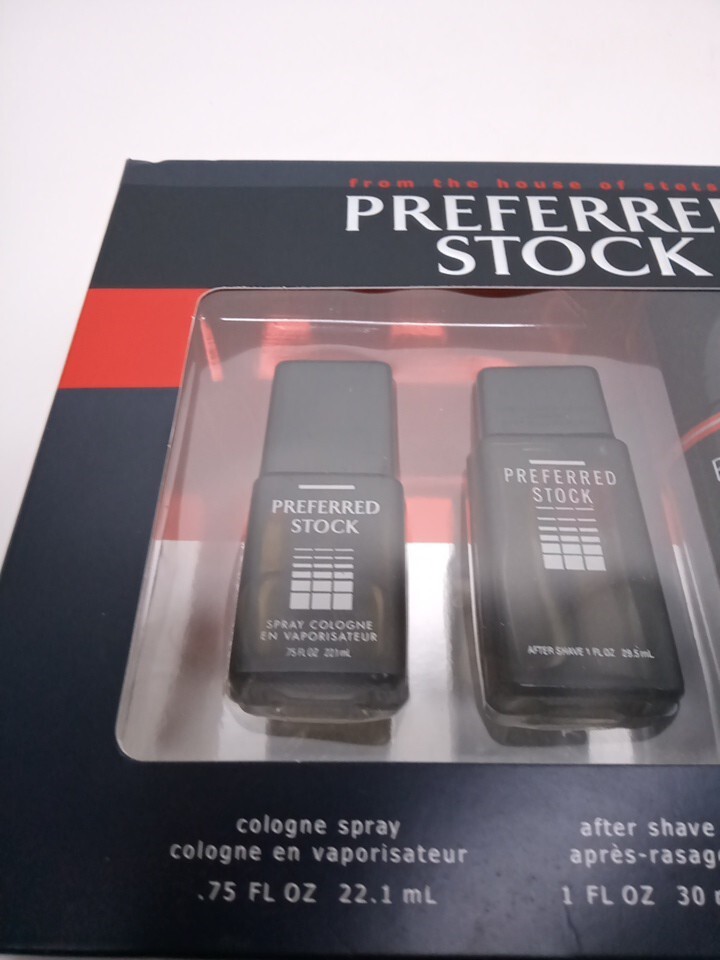 from the house of stets
PREFERRE
STOCK
PREFERRED
STOCK
SPRAY COLOGNE
EN VAPORISATEUR
.75 FL OZ 22.1 mL
PREFERRED
STOCK
AFTER SHAVE 1 FL OZ 29.5 mL
cologne spray
cologne en vaporisateur
.75 FL OZ 22.1 mL
after shave
après-rasage
1 FL OZ 30